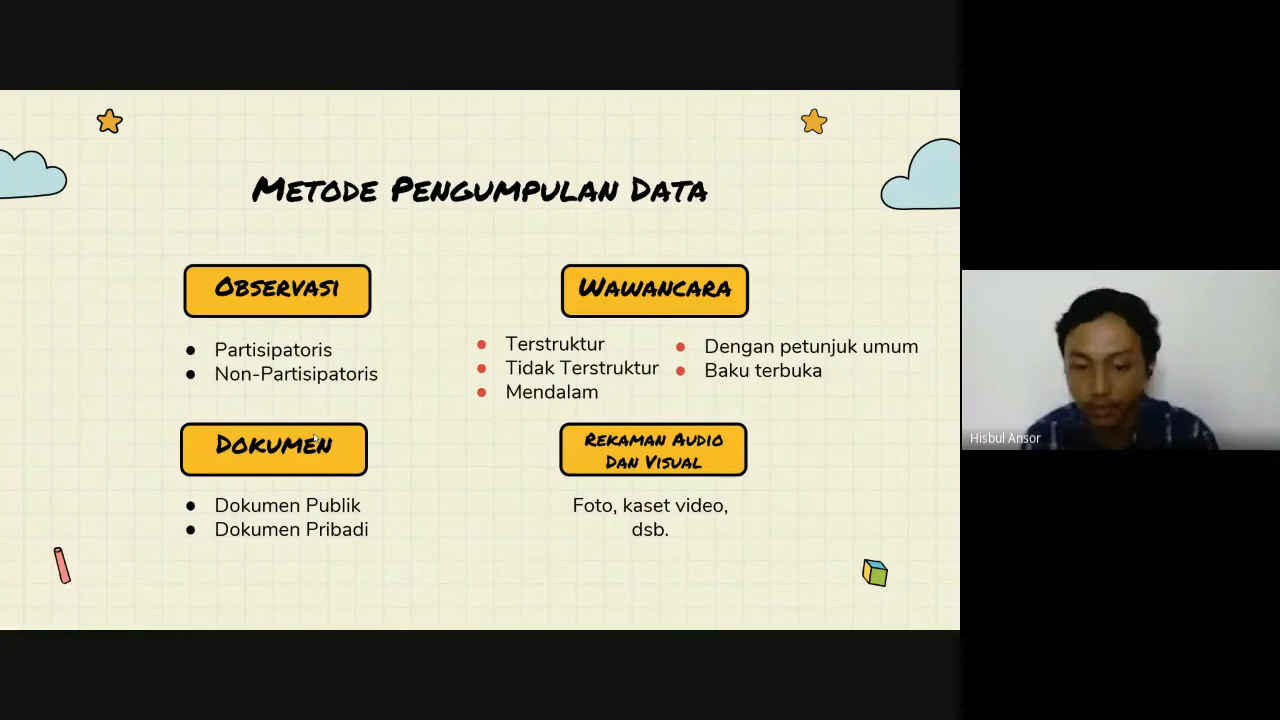 Metode Pengumpulan Data
Observasi
Partisipatoris
Non-Partisipatoris
Wawancara
Terstruktur
Tidak Terstruktur
Mendalam
Dengan petunjuk umum
Baku terbuka
Dokumen
Dokumen Publik
Dokumen Pribadi
Rekaman Audio
Dan Visual
Foto, kaset video,
dsb.
Hisbul Ansor